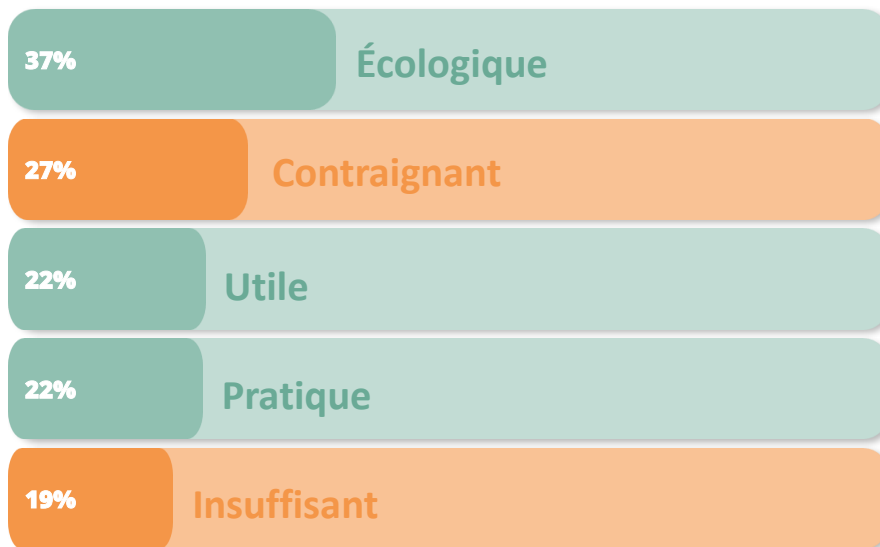 37% Écologique
27% Contraignant
22% Utile
22% Pratique
19% Insuffisant